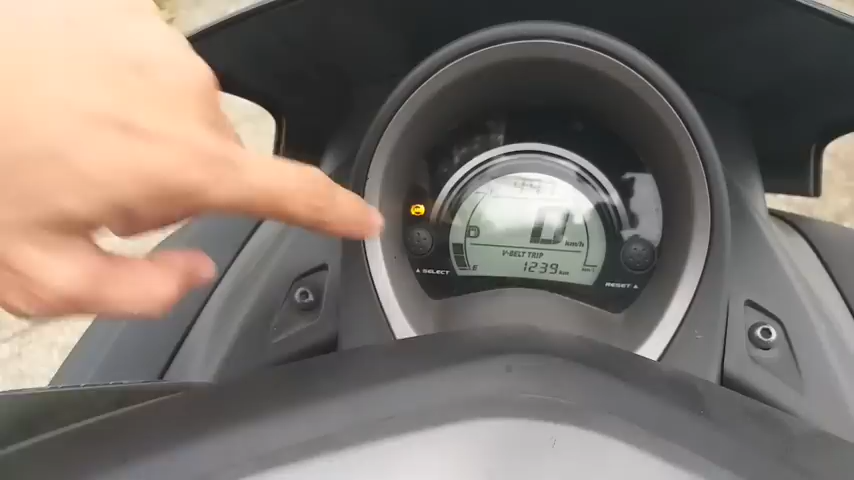 0 km/h
V-BELT TRIP
1239 km
F
E
SELECT
RESET